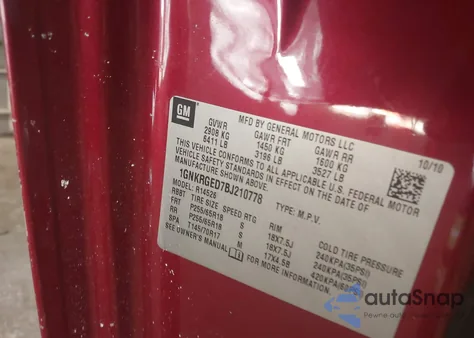 GM
MFD BY GENERAL MOTORS LLC
10/10
GVWR GAWR FRT GAWR RR
2908 KG 1450 KG 1600 KG
6411 LB 3196 LB 3527 LB
THIS VEHICLE CONFORMS TO ALL APPLICABLE U.S. FEDERAL MOTOR
VEHICLE SAFETY STANDARDS IN EFFECT ON THE DATE OF
MANUFACTURE SHOWN ABOVE.
1GNKRGED7BJ210778 TYPE: M.P.V.
R14526
TIRE SIZE SPEED RTG RIM COLD TIRE PRESSURE
FRT P255/65R18 S 18X7.5J 240KPA(35PSI)
RR P255/65R18 S 18X7.5J 240KPA(35PSI)
SPA T145/70R17 M 17X4.5B 420KPA(60PSI)
SEE OWNER'S MANUAL FOR MORE INFORMATION.
autoSnap